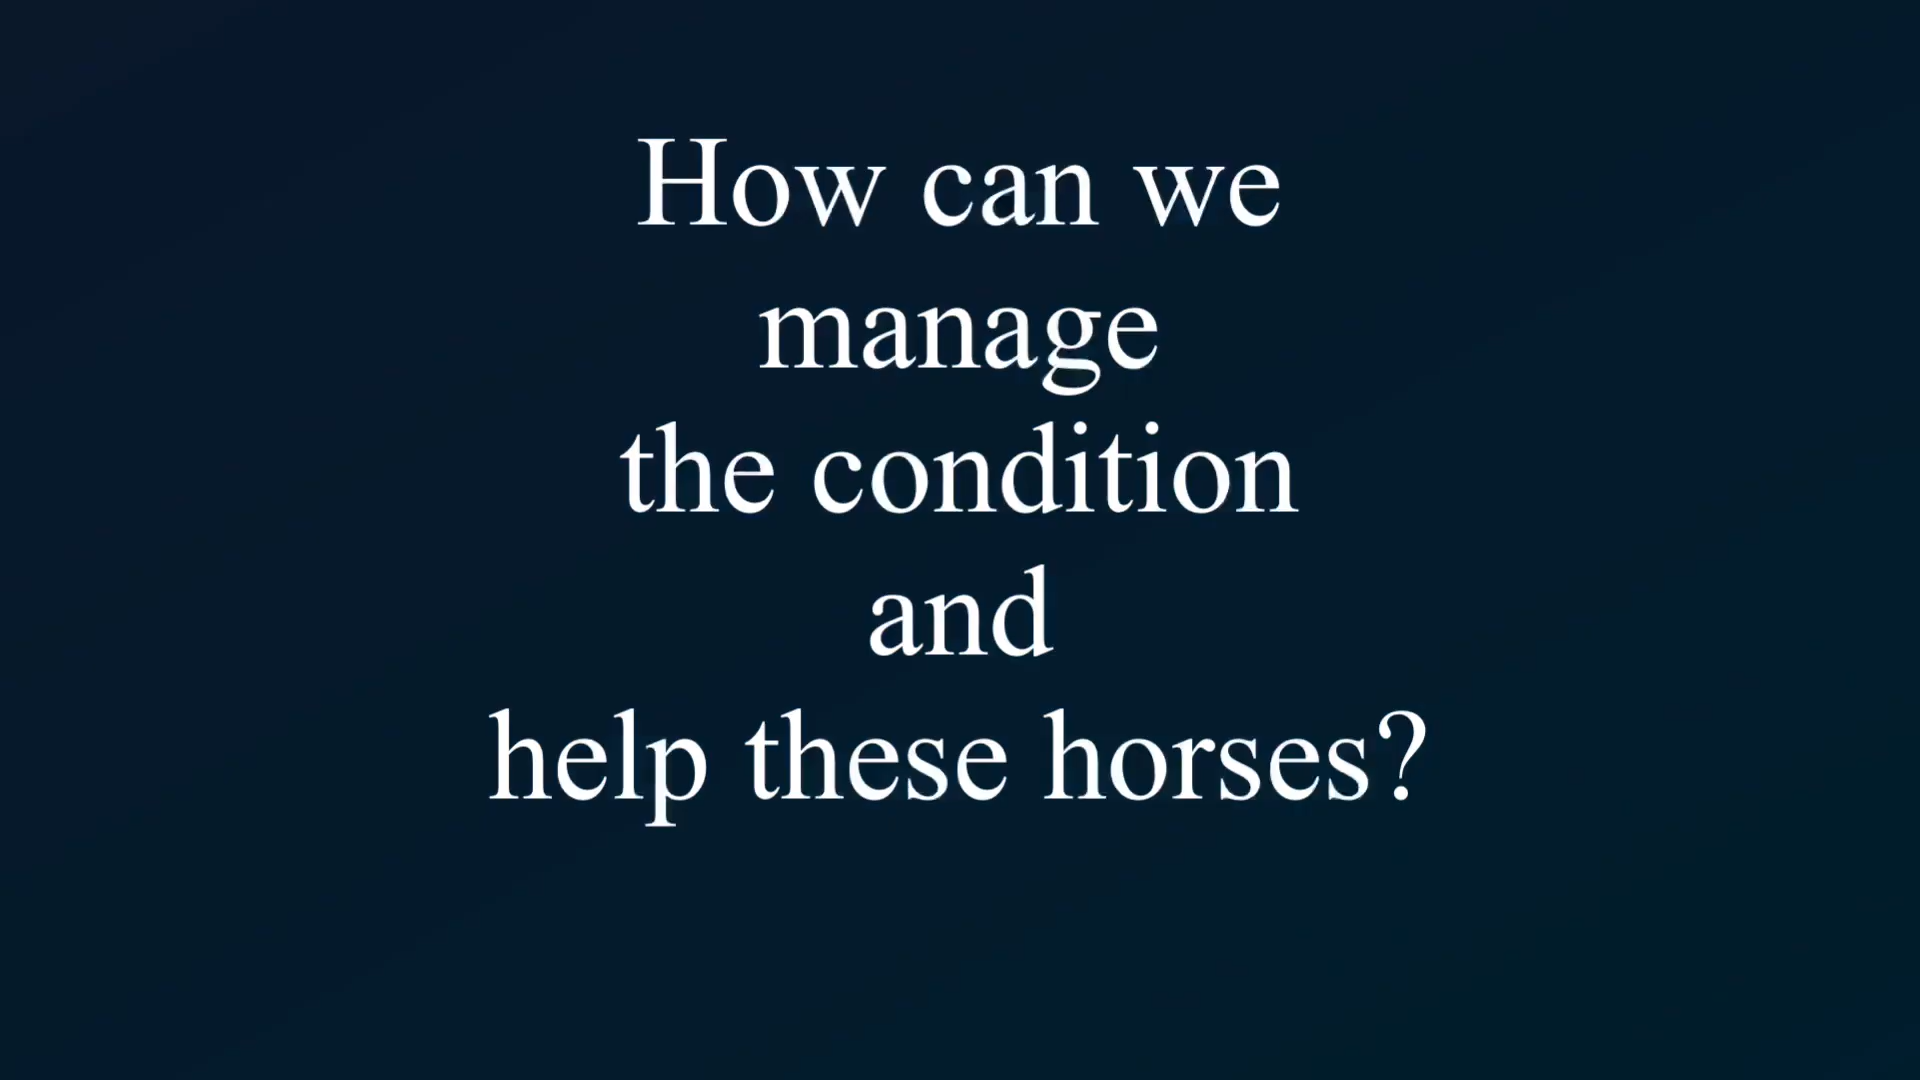 How can we
manage
the condition
and
help these horses?